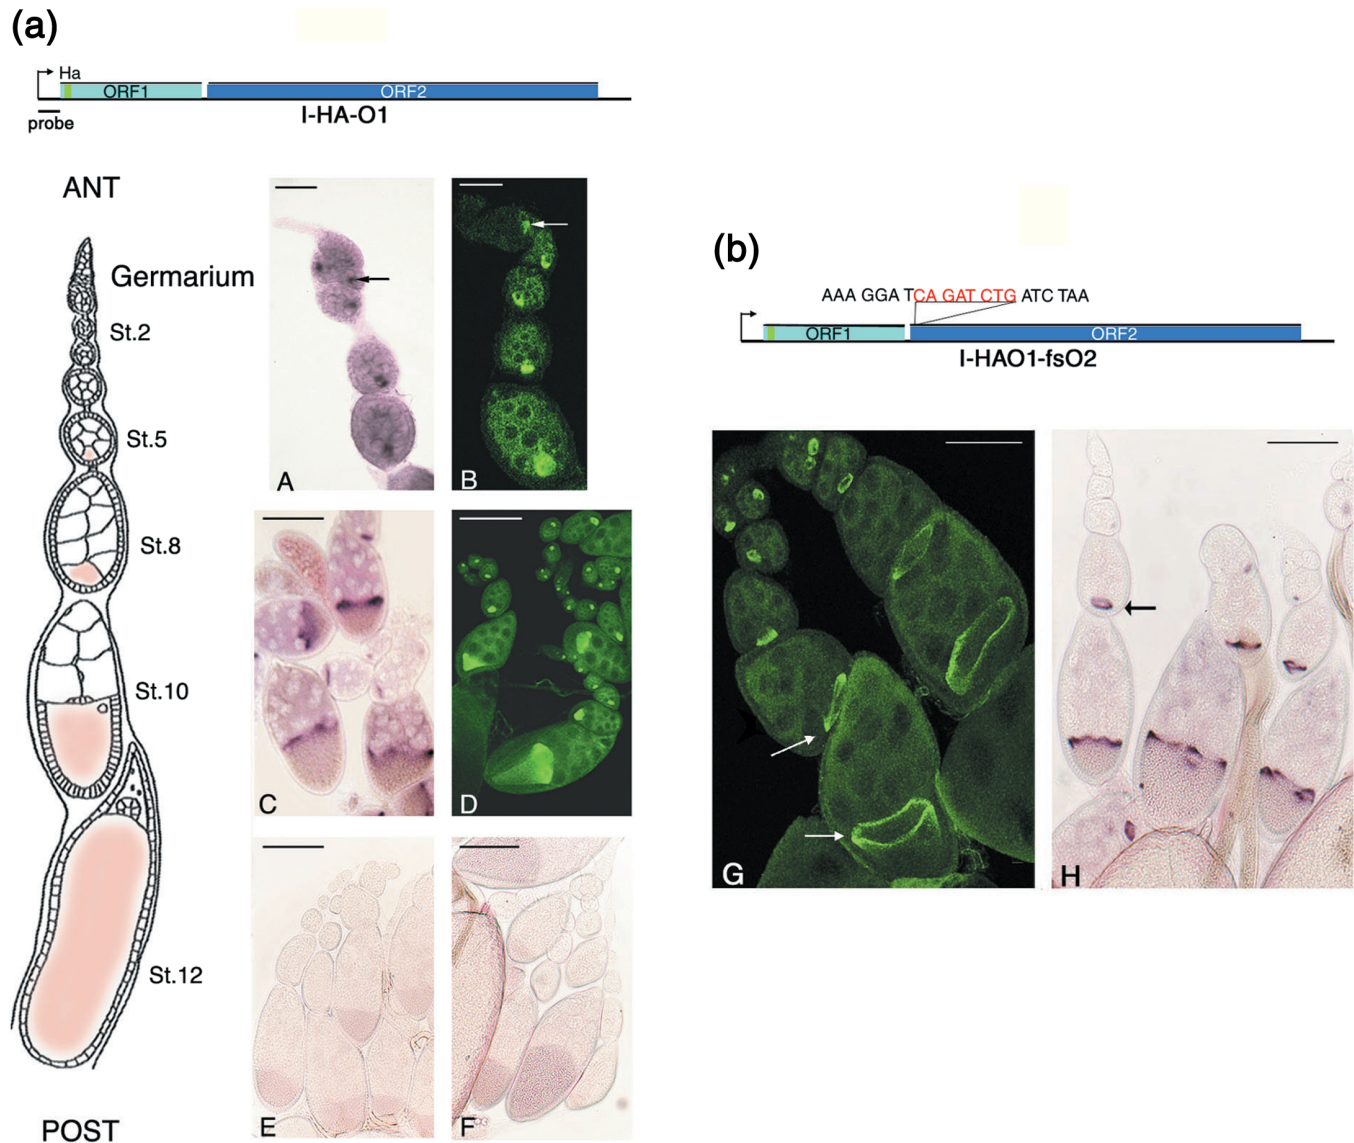 (a)
Ha
ORF1 ORF2
I-HA-O1
probe
ANT
Germarium
St.2
St.5
St.8
St.10
St.12
POST
A
B
C
D
E
F
(b)
AAA GGA TCA GAT CTG ATC TAA
ORF1 ORF2
I-HAO1-fsO2
G
H